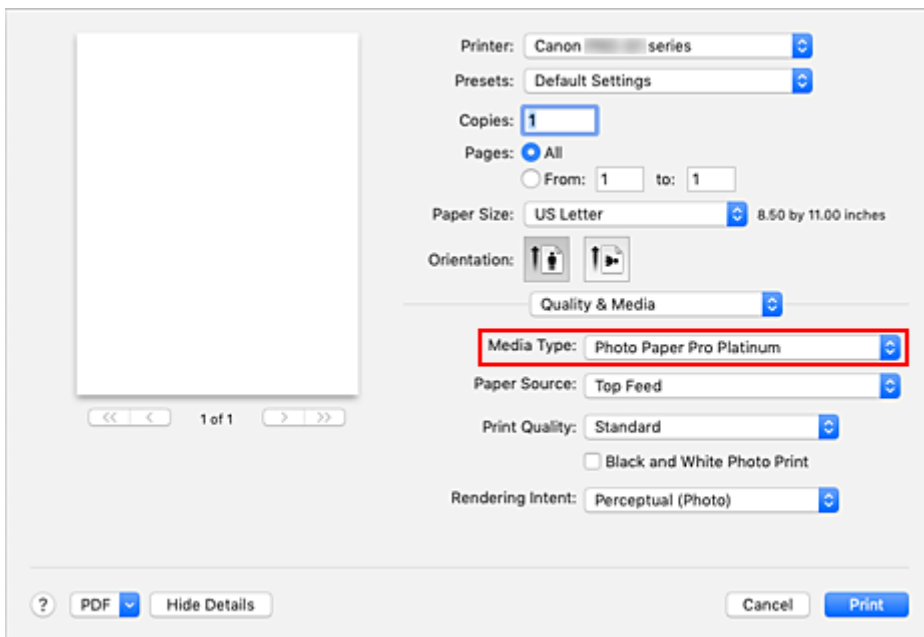 Printer: Canon series
Presets: Default Settings
Copies: 1
Pages: All
From: 1 to: 1
Paper Size: US Letter 8.50 by 11.00 inches
Orientation:
Quality & Media
Media Type: Photo Paper Pro Platinum
Paper Source: Top Feed
1 of 1
Print Quality: Standard
Black and White Photo Print
Rendering Intent: Perceptual (Photo)
? PDF Hide Details Cancel Print